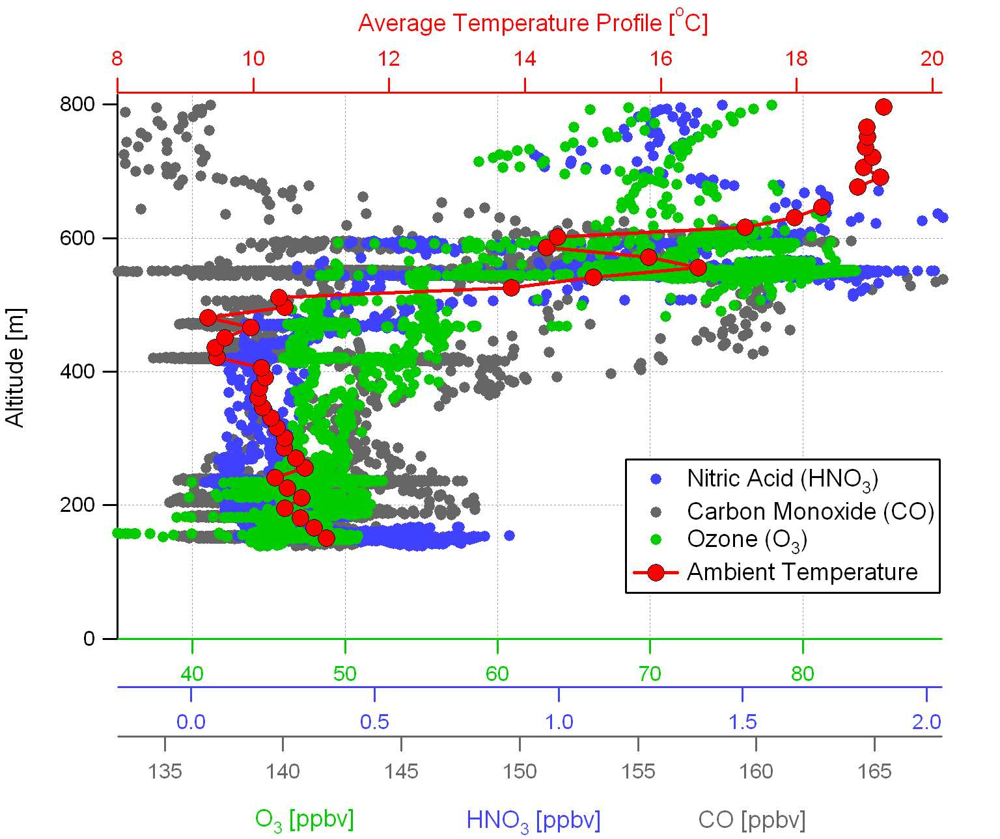 Average Temperature Profile [°C]
8 10 12 14 16 18 20
800
600
400
200
0
Altitude [m]
Nitric Acid (HNO₃)
Carbon Monoxide (CO)
Ozone (O₃)
Ambient Temperature
40 50 60 70 80
0.0 0.5 1.0 1.5 2.0
135 140 145 150 155 160 165
O₃ [ppbv] HNO₃ [ppbv] CO [ppbv]